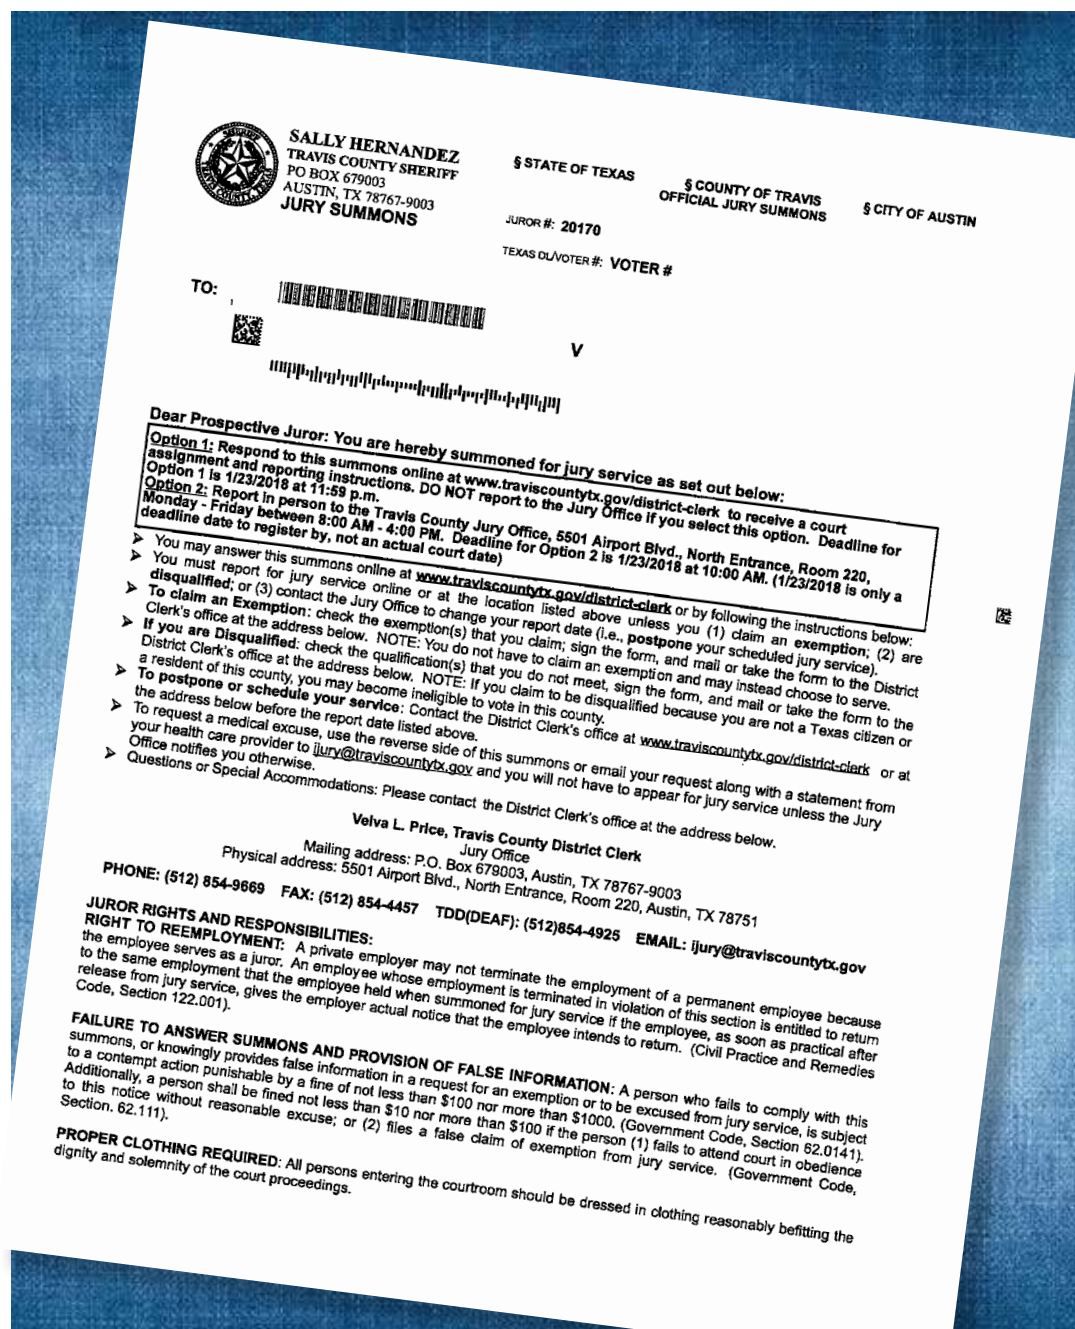 SHERIFF
TRAVIS COUNTY, TEXAS
SALLY HERNANDEZ
TRAVIS COUNTY SHERIFF
PO BOX 679003
AUSTIN, TX 78767-9003
JURY SUMMONS
§ STATE OF TEXAS
§ COUNTY OF TRAVIS
§ CITY OF AUSTIN
OFFICIAL JURY SUMMONS
JUROR #: 20170
TEXAS DL/VOTER #: VOTER #
TO:
V
Dear Prospective Juror: You are hereby summoned for jury service as set out below:
Option 1: Respond to this summons online at www.traviscountytx.gov/district-clerk to receive a court
assignment and reporting instructions. DO NOT report to the Jury Office if you select this option. Deadline for
Option 1 is 1/23/2018 at 11:59 p.m.
Option 2: Report in person to the Travis County Jury Office, 5501 Airport Blvd., North Entrance, Room 220,
Monday - Friday between 8:00 AM - 4:00 PM. Deadline for Option 2 is 1/23/2018 at 10:00 AM. (1/23/2018 is only a
deadline date to register by, not an actual court date)
➢ You may answer this summons online at www.traviscountytx.gov/district-clerk or by following the instructions below:
➢ You must report for jury service online or at the location listed above unless you (1) claim an exemption; (2) are
disqualified; or (3) contact the Jury Office to change your report date (i.e., postpone your scheduled jury service).
➢ To claim an Exemption: check the exemption(s) that you claim; sign the form, and mail or take the form to the District
Clerk's office at the address below. NOTE: You do not have to claim an exemption and may instead choose to serve.
➢ If you are Disqualified: check the qualification(s) that you do not meet, sign the form, and mail or take the form to the
District Clerk's office at the address below. NOTE: If you claim to be disqualified because you are not a Texas citizen or
a resident of this county, you may become ineligible to vote in this county.
➢ To postpone or schedule your service: Contact the District Clerk's office at www.traviscountytx.gov/district-clerk or at
the address below before the report date listed above.
➢ To request a medical excuse, use the reverse side of this summons or email your request along with a statement from
your health care provider to ijury@traviscountytx.gov and you will not have to appear for jury service unless the Jury
Office notifies you otherwise.
➢ Questions or Special Accommodations: Please contact the District Clerk's office at the address below.
Velva L. Price, Travis County District Clerk
Jury Office
Mailing address: P.O. Box 679003, Austin, TX 78767-9003
Physical address: 5501 Airport Blvd., North Entrance, Room 220, Austin, TX 78751
PHONE: (512) 854-9669 FAX: (512) 854-4457 TDD(DEAF): (512)854-4925 EMAIL: ijury@traviscountytx.gov
JUROR RIGHTS AND RESPONSIBILITIES:
RIGHT TO REEMPLOYMENT: A private employer may not terminate the employment of a permanent employee because
the employee serves as a juror. An employee whose employment is terminated in violation of this section is entitled to return
to the same employment that the employee held when summoned for jury service if the employee, as soon as practical after
release from jury service, gives the employer actual notice that the employee intends to return. (Civil Practice and Remedies
Code, Section 122.001).
FAILURE TO ANSWER SUMMONS AND PROVISION OF FALSE INFORMATION: A person who fails to comply with this
summons, or knowingly provides false information in a request for an exemption or to be excused from jury service, is subject
to a contempt action punishable by a fine of not less than $100 nor more than $1000. (Government Code, Section 62.0141).
Additionally, a person shall be fined not less than $10 nor more than $100 if the person (1) fails to attend court in obedience
to this notice without reasonable excuse; or (2) files a false claim of exemption from jury service. (Government Code,
Section. 62.111).
PROPER CLOTHING REQUIRED: All persons entering the courtroom should be dressed in clothing reasonably befitting the
dignity and solemnity of the court proceedings.